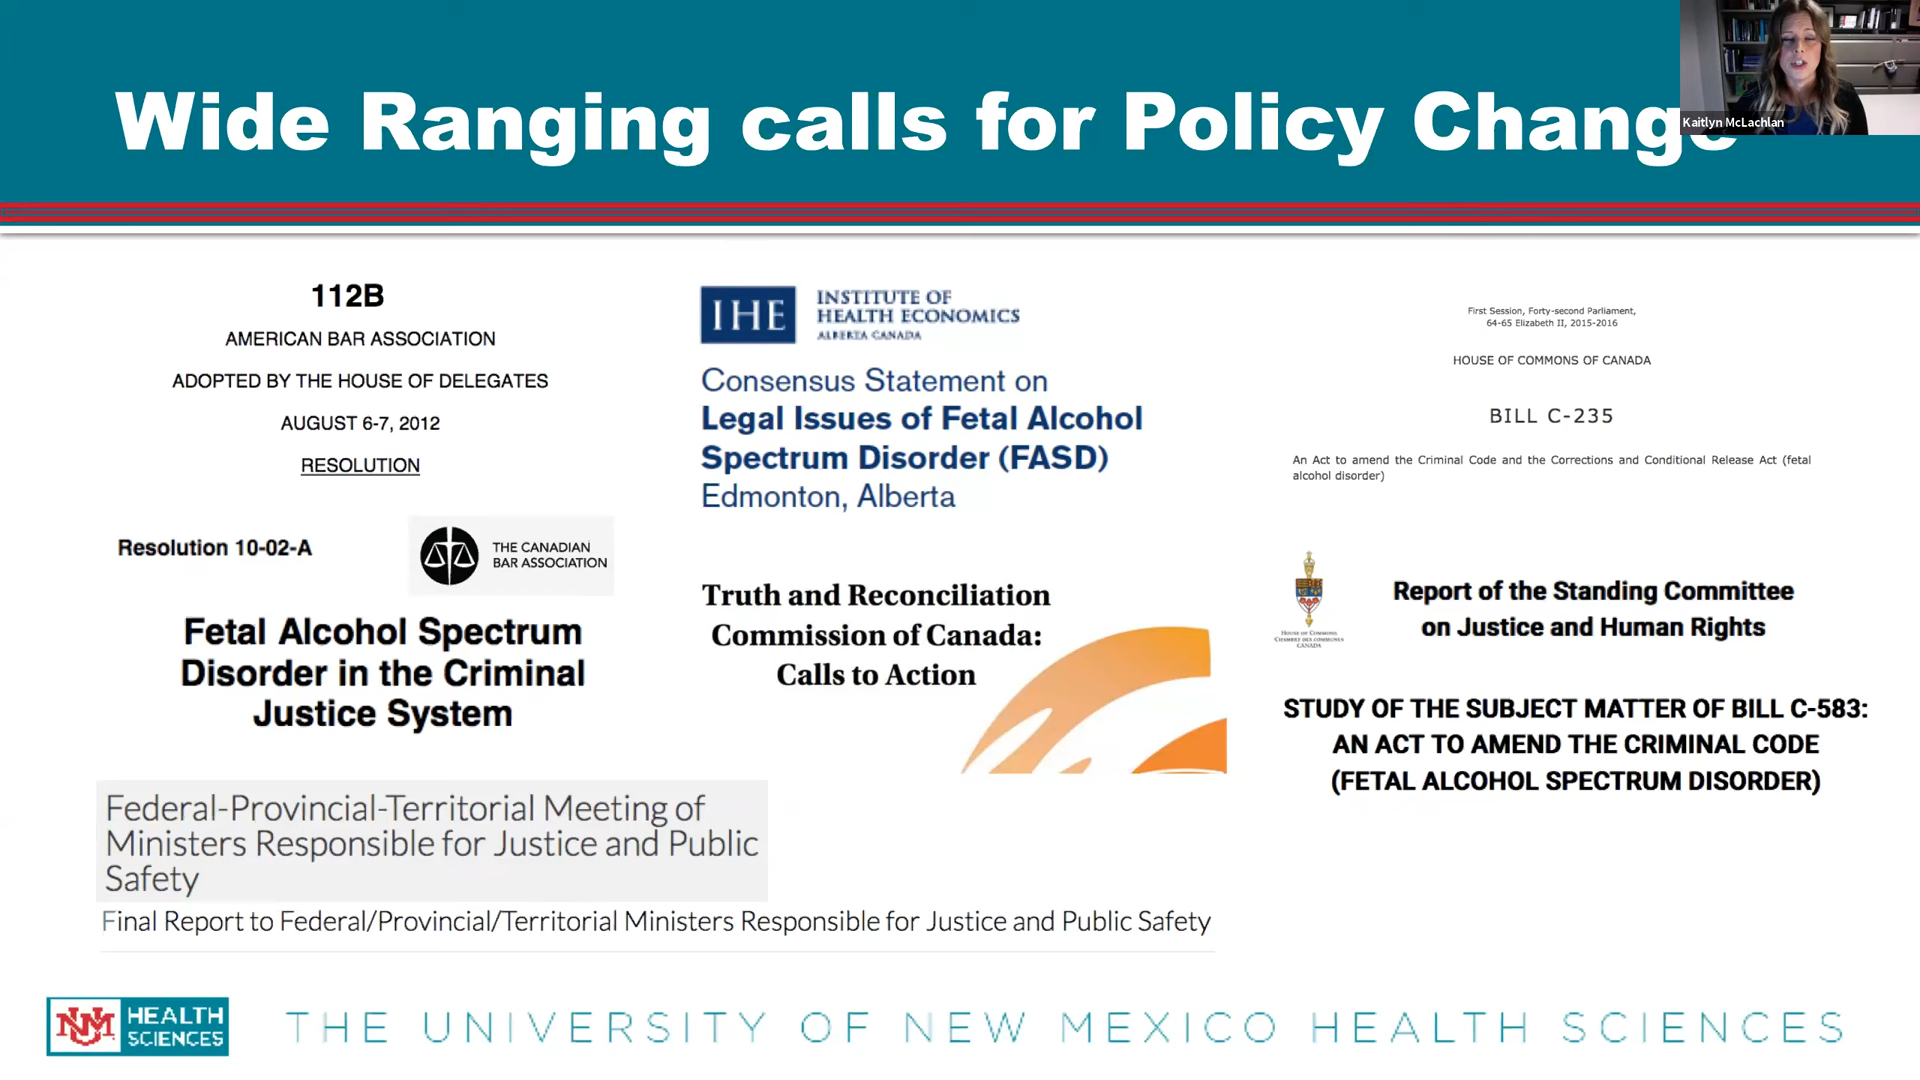 Wide Ranging calls for Policy Change
Kaitlyn McLachlan
112B
AMERICAN BAR ASSOCIATION
ADOPTED BY THE HOUSE OF DELEGATES
AUGUST 6-7, 2012
RESOLUTION
Resolution 10-02-A
THE CANADIAN
BAR ASSOCIATION
Fetal Alcohol Spectrum
Disorder in the Criminal
Justice System
IHE
INSTITUTE OF
HEALTH ECONOMICS
ALBERTA CANADA
Consensus Statement on
Legal Issues of Fetal Alcohol
Spectrum Disorder (FASD)
Edmonton, Alberta
Truth and Reconciliation
Commission of Canada:
Calls to Action
First Session, Forty-second Parliament,
64-65 Elizabeth II, 2015-2016
HOUSE OF COMMONS OF CANADA
BILL C-235
An Act to amend the Criminal Code and the Corrections and Conditional Release Act (fetal
alcohol disorder)
HOUSE OF COMMONS
CHAMBRE DES COMMUNES
CANADA
Report of the Standing Committee
on Justice and Human Rights
STUDY OF THE SUBJECT MATTER OF BILL C-583:
AN ACT TO AMEND THE CRIMINAL CODE
(FETAL ALCOHOL SPECTRUM DISORDER)
Federal-Provincial-Territorial Meeting of
Ministers Responsible for Justice and Public
Safety
Final Report to Federal/Provincial/Territorial Ministers Responsible for Justice and Public Safety
UNM
HEALTH
SCIENCES
THE UNIVERSITY OF NEW MEXICO HEALTH SCIENCES